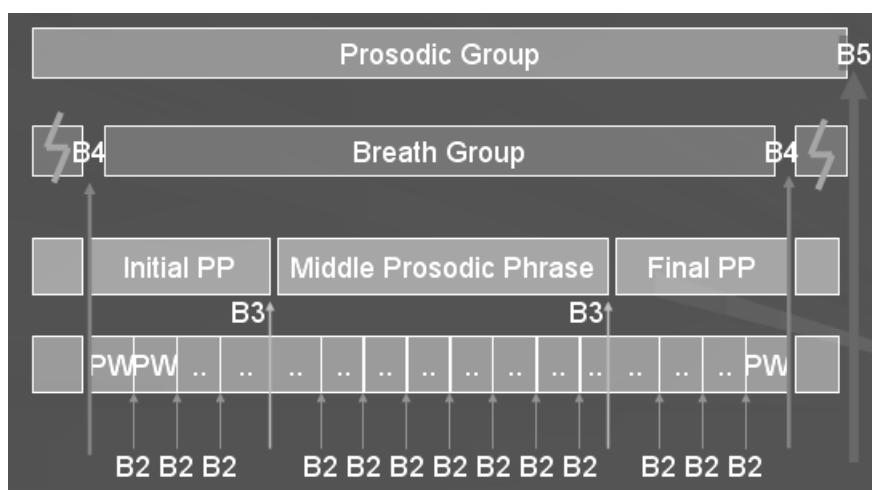 Prosodic Group B5
B4 Breath Group B4
Initial PP Middle Prosodic Phrase Final PP
B3 B3
PW PW .. .. .. .. .. .. .. .. .. .. .. .. .. PW
B2 B2 B2 B2 B2 B2 B2 B2 B2 B2 B2 B2 B2